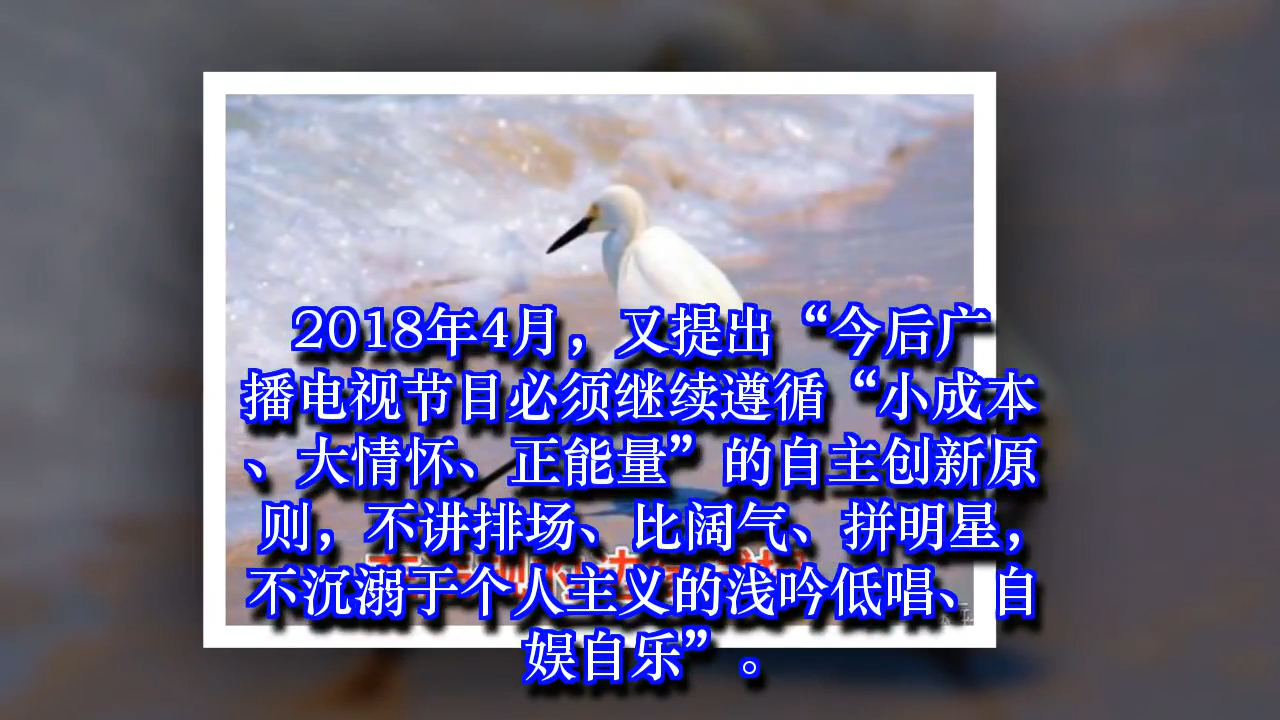 2018年4月，又提出“今后广
播电视节目必须继续遵循“小成本
、大情怀、正能量”的自主创新原
则，不讲排场、比阔气、拼明星，
不沉溺于个人主义的浅吟低唱、自
娱自乐”。